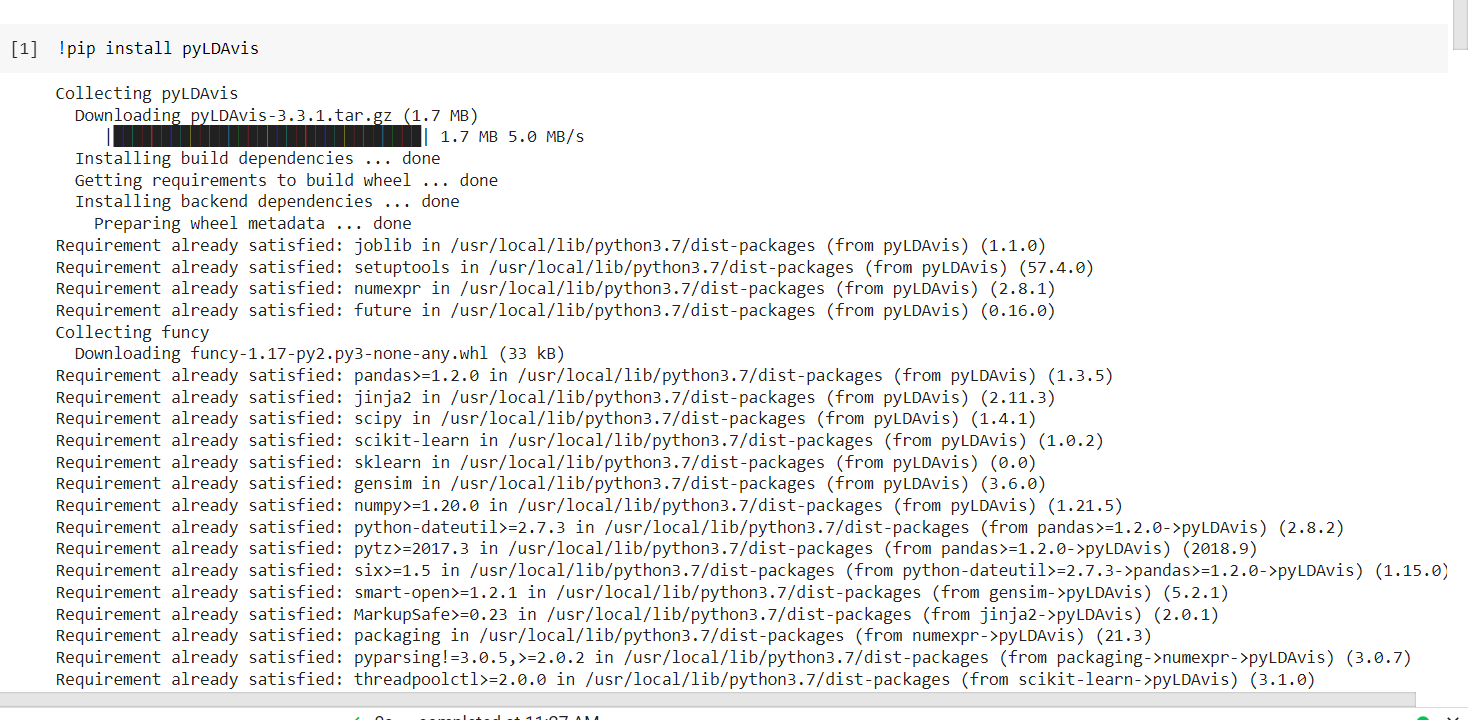 [1] !pip install pyLDAvis
Collecting pyLDAvis
Downloading pyLDAvis-3.3.1.tar.gz (1.7 MB)
|████████████████████████████████| 1.7 MB 5.0 MB/s
Installing build dependencies ... done
Getting requirements to build wheel ... done
Installing backend dependencies ... done
Preparing wheel metadata ... done
Requirement already satisfied: joblib in /usr/local/lib/python3.7/dist-packages (from pyLDAvis) (1.1.0)
Requirement already satisfied: setuptools in /usr/local/lib/python3.7/dist-packages (from pyLDAvis) (57.4.0)
Requirement already satisfied: numexpr in /usr/local/lib/python3.7/dist-packages (from pyLDAvis) (2.8.1)
Requirement already satisfied: future in /usr/local/lib/python3.7/dist-packages (from pyLDAvis) (0.16.0)
Collecting funcy
Downloading funcy-1.17-py2.py3-none-any.whl (33 kB)
Requirement already satisfied: pandas>=1.2.0 in /usr/local/lib/python3.7/dist-packages (from pyLDAvis) (1.3.5)
Requirement already satisfied: jinja2 in /usr/local/lib/python3.7/dist-packages (from pyLDAvis) (2.11.3)
Requirement already satisfied: scipy in /usr/local/lib/python3.7/dist-packages (from pyLDAvis) (1.4.1)
Requirement already satisfied: scikit-learn in /usr/local/lib/python3.7/dist-packages (from pyLDAvis) (1.0.2)
Requirement already satisfied: sklearn in /usr/local/lib/python3.7/dist-packages (from pyLDAvis) (0.0)
Requirement already satisfied: gensim in /usr/local/lib/python3.7/dist-packages (from pyLDAvis) (3.6.0)
Requirement already satisfied: numpy>=1.20.0 in /usr/local/lib/python3.7/dist-packages (from pyLDAvis) (1.21.5)
Requirement already satisfied: python-dateutil>=2.7.3 in /usr/local/lib/python3.7/dist-packages (from pandas>=1.2.0->pyLDAvis) (2.8.2)
Requirement already satisfied: pytz>=2017.3 in /usr/local/lib/python3.7/dist-packages (from pandas>=1.2.0->pyLDAvis) (2018.9)
Requirement already satisfied: six>=1.5 in /usr/local/lib/python3.7/dist-packages (from python-dateutil>=2.7.3->pandas>=1.2.0->pyLDAvis) (1.15.0)
Requirement already satisfied: smart-open>=1.2.1 in /usr/local/lib/python3.7/dist-packages (from gensim->pyLDAvis) (5.2.1)
Requirement already satisfied: MarkupSafe>=0.23 in /usr/local/lib/python3.7/dist-packages (from jinja2->pyLDAvis) (2.0.1)
Requirement already satisfied: packaging in /usr/local/lib/python3.7/dist-packages (from numexpr->pyLDAvis) (21.3)
Requirement already satisfied: pyparsing!=3.0.5,>=2.0.2 in /usr/local/lib/python3.7/dist-packages (from packaging->numexpr->pyLDAvis) (3.0.7)
Requirement already satisfied: threadpoolctl>=2.0.0 in /usr/local/lib/python3.7/dist-packages (from scikit-learn->pyLDAvis) (3.1.0)
completed at AM